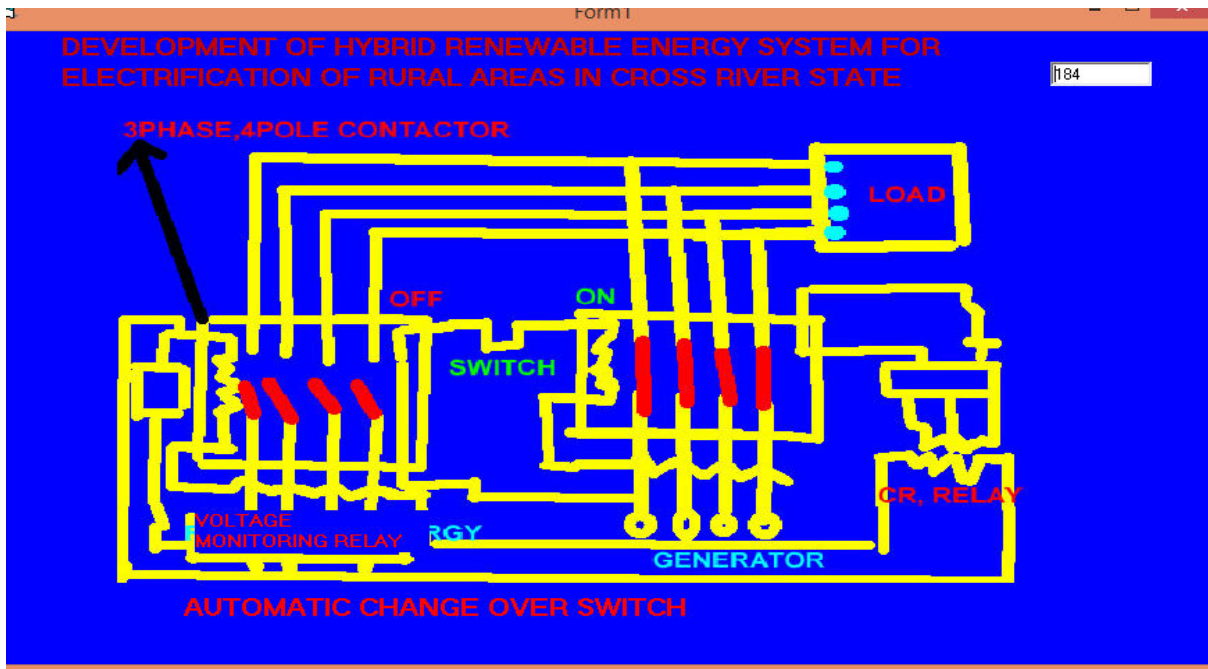 Form1
DEVELOPMENT OF HYBRID RENEWABLE ENERGY SYSTEM FOR
ELECTRIFICATION OF RURAL AREAS IN CROSS RIVER STATE
184
3PHASE,4POLE CONTACTOR
LOAD
OFF
ON
SWITCH
CR, RELAY
VOLTAGE
MONITORING RELAY
RGY
GENERATOR
AUTOMATIC CHANGE OVER SWITCH